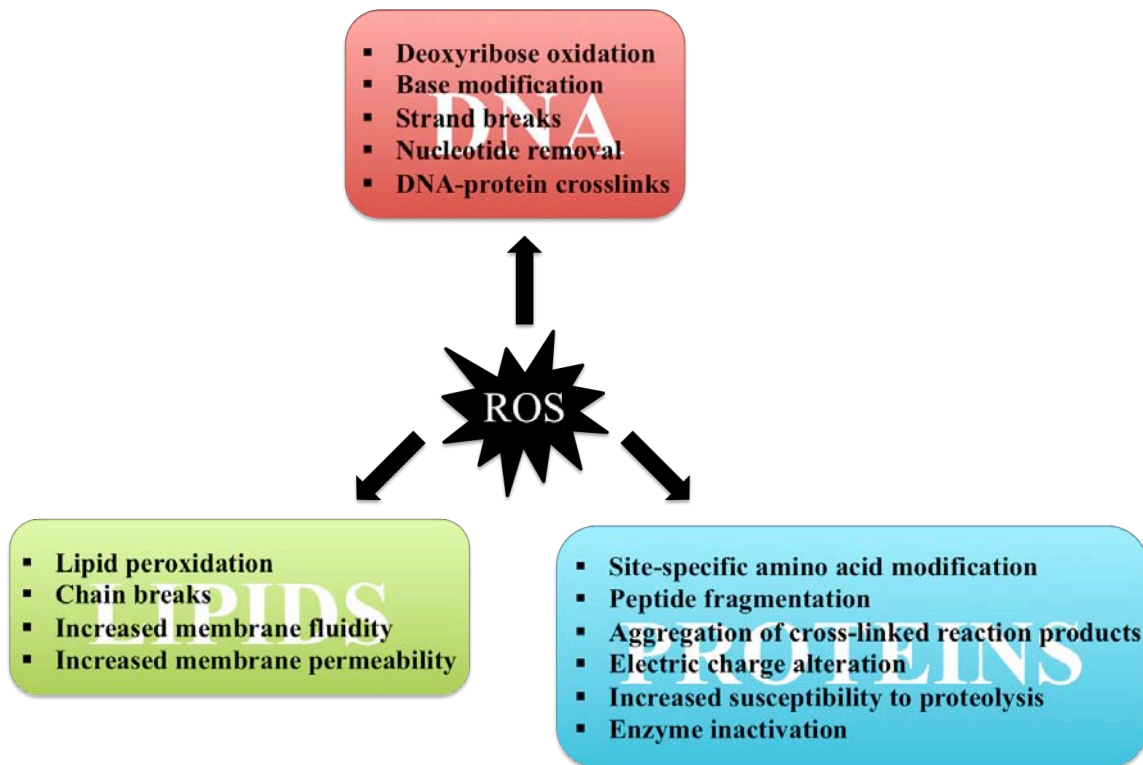 DNA
▪ Deoxyribose oxidation
▪ Base modification
▪ Strand breaks
▪ Nucleotide removal
▪ DNA-protein crosslinks
ROS
LIPIDS
▪ Lipid peroxidation
▪ Chain breaks
▪ Increased membrane fluidity
▪ Increased membrane permeability
PROTEINS
▪ Site-specific amino acid modification
▪ Peptide fragmentation
▪ Aggregation of cross-linked reaction products
▪ Electric charge alteration
▪ Increased susceptibility to proteolysis
▪ Enzyme inactivation